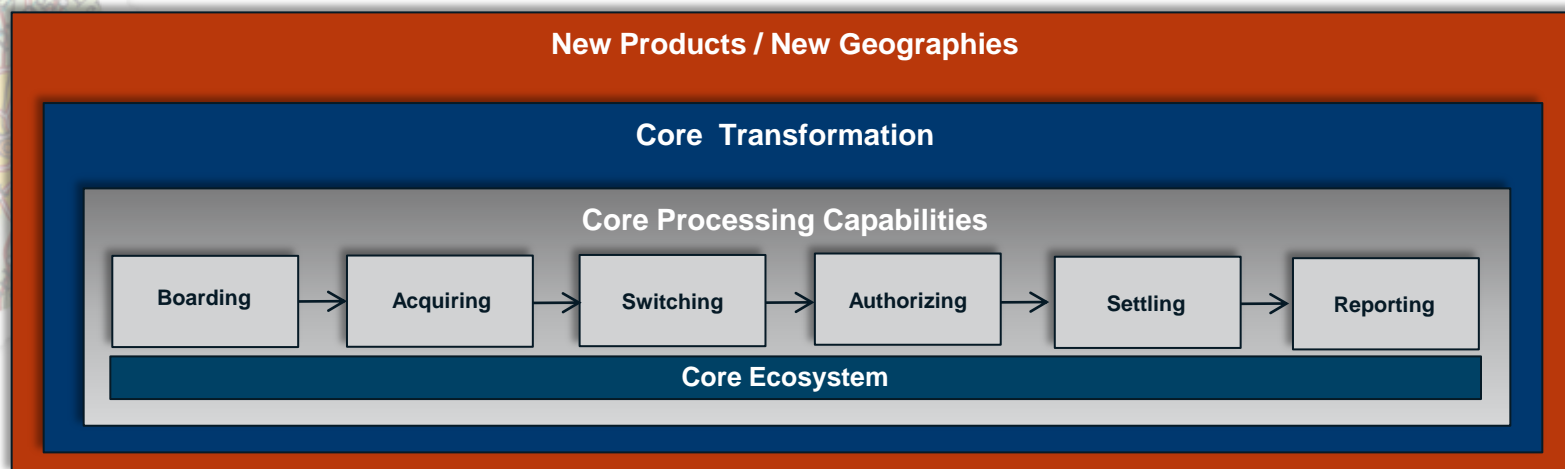 New Products / New Geographies
Core Transformation
Core Processing Capabilities
Boarding
Acquiring
Switching
Authorizing
Settling
Reporting
Core Ecosystem